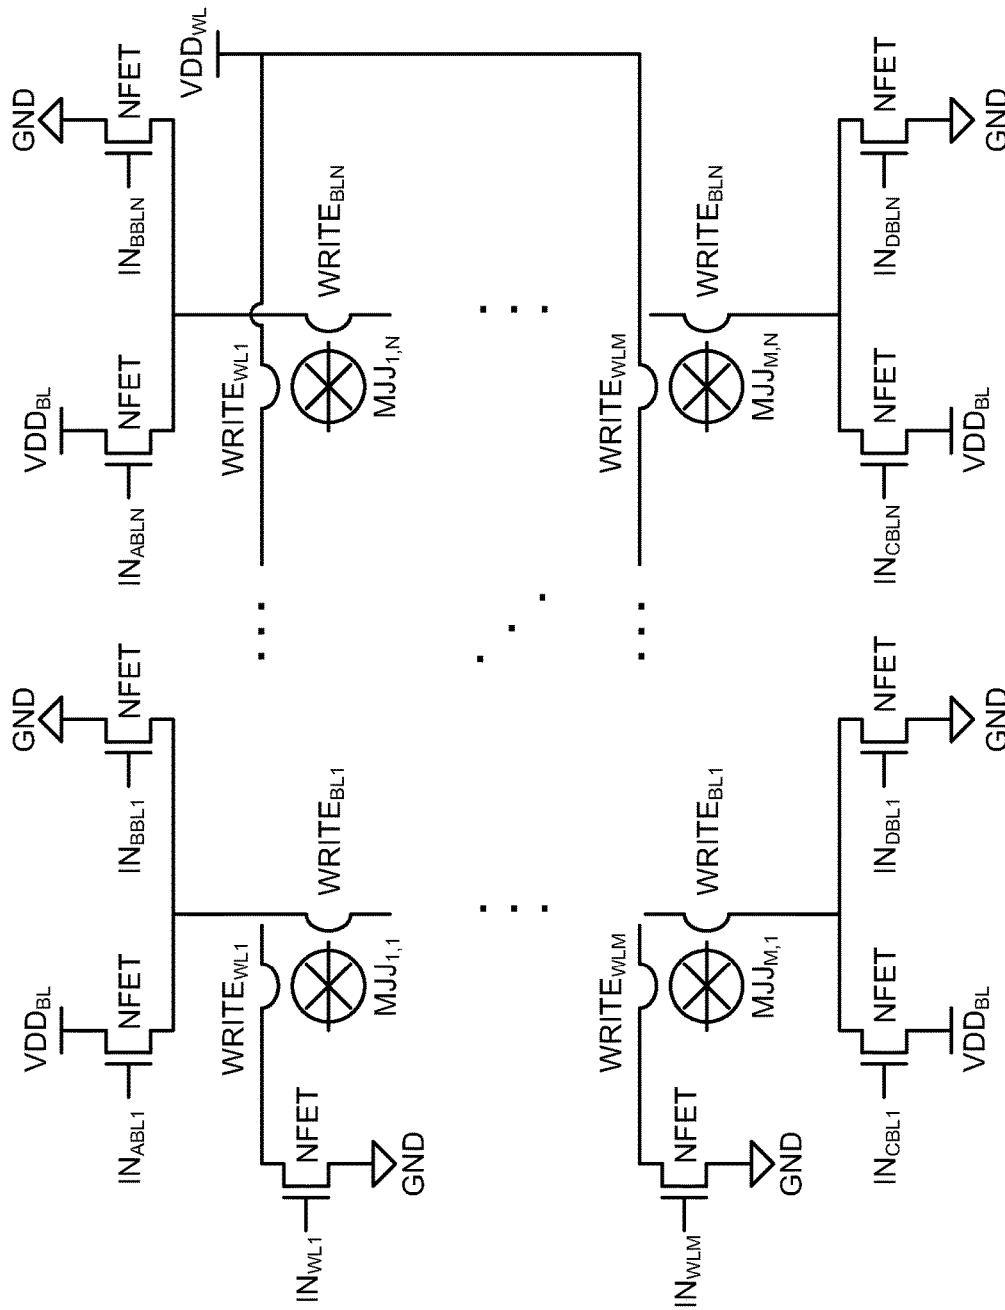 VDD_BL
GND
VDD_BL
GND
IN_ABL1
NFET
IN_BBL1
NFET
IN_ABLN
NFET
IN_BBLN
NFET
VDD_WL
WRITE_WL1
WRITE_WL1
IN_WL1
NFET
WRITE_BL1
WRITE_BLN
MJJ_1,1
MJJ_1,N
GND
WRITE_WLM
WRITE_WLM
IN_WLM
NFET
WRITE_BL1
WRITE_BLN
MJJ_M,1
MJJ_M,N
GND
IN_CBL1
NFET
IN_DBL1
NFET
IN_CBLN
NFET
IN_DBLN
NFET
VDD_BL
GND
VDD_BL
GND